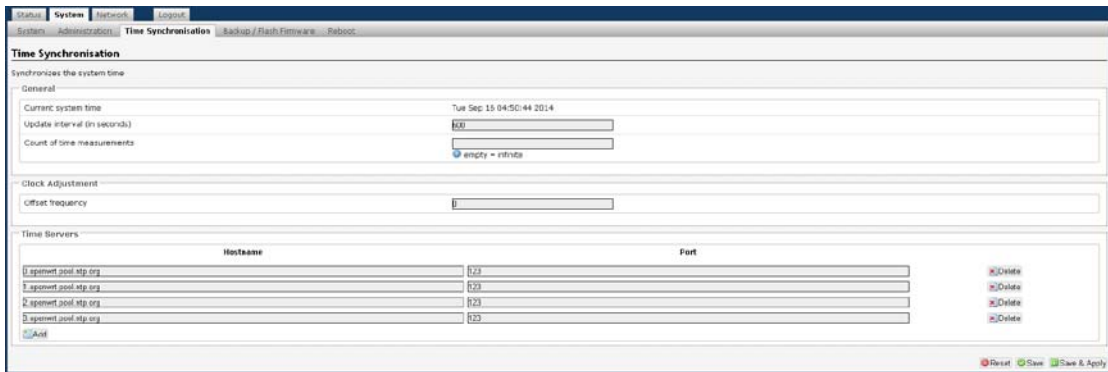 Status System Network Logout
System Administration Time Synchronisation Backup / Flash Firmware Reboot
Time Synchronisation
Synchronizes the system time
General
Current system time Tue Sep 16 04:50:44 2014
Update interval (in seconds) 600
Count of time measurements
empty = infinite
Clock Adjustment
Offset frequency 0
Time Servers
Hostname Port
0.openwrt.pool.ntp.org 123 Delete
1.openwrt.pool.ntp.org 123 Delete
2.openwrt.pool.ntp.org 123 Delete
3.openwrt.pool.ntp.org 123 Delete
Add
Reset Save Save & Apply